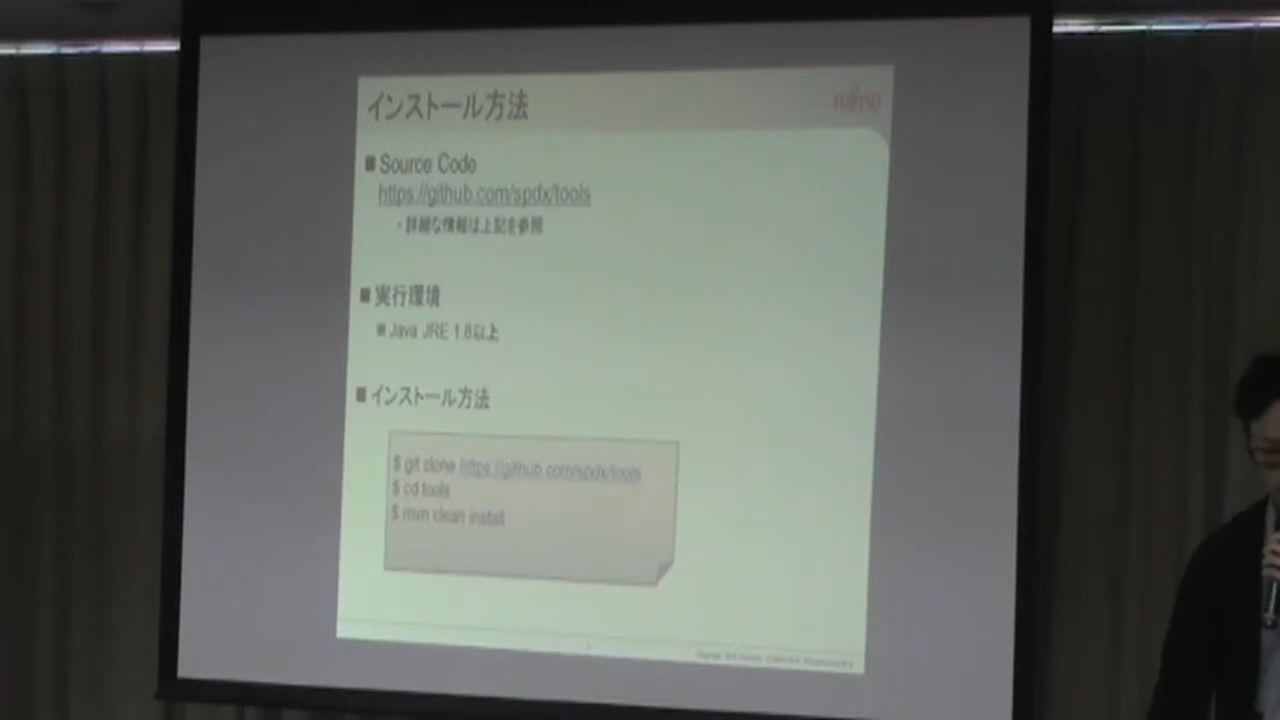 インストール方法
■ Source Code
https://github.com/spdx/tools
・詳細な情報は上記を参照
■ 実行環境
■ Java JRE 1.8以上
■ インストール方法
$ git clone https://github.com/spdx/tools
$ cd tools
$ mvn clean install